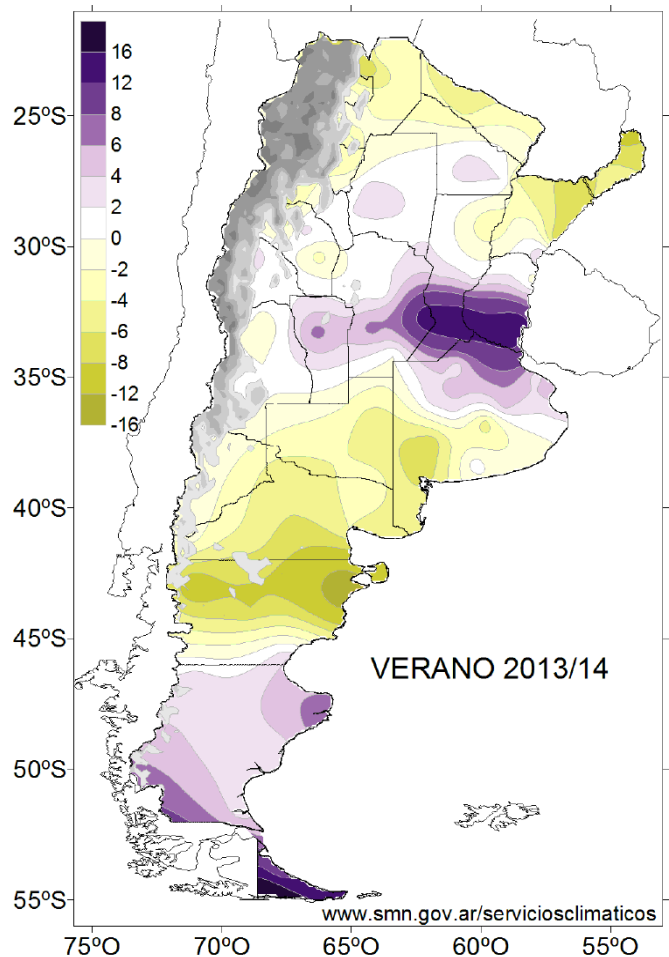 16
12
8
6
4
2
0
-2
-4
-6
-8
-12
-16
25ºS
30ºS
35ºS
40ºS
45ºS
50ºS
55ºS
VERANO 2013/14
www.smn.gov.ar/serviciosclimaticos
75ºO 70ºO 65ºO 60ºO 55ºO